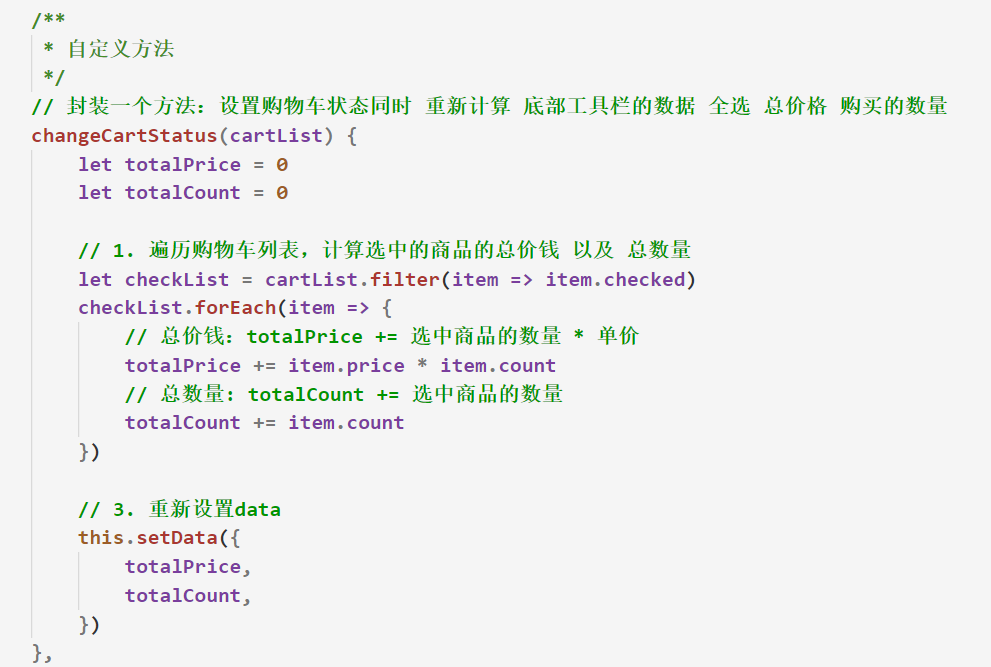 /**
 * 自定义方法
 */
// 封装一个方法：设置购物车状态同时 重新计算 底部工具栏的数据 全选 总价格 购买的数量
changeCartStatus(cartList) {
    let totalPrice = 0
    let totalCount = 0

    // 1. 遍历购物车列表，计算选中的商品的总价钱 以及 总数量
    let checkList = cartList.filter(item => item.checked)
    checkList.forEach(item => {
        // 总价钱：totalPrice += 选中商品的数量 * 单价
        totalPrice += item.price * item.count
        // 总数量：totalCount += 选中商品的数量
        totalCount += item.count
    })

    // 3. 重新设置data
    this.setData({
        totalPrice,
        totalCount,
    })
},